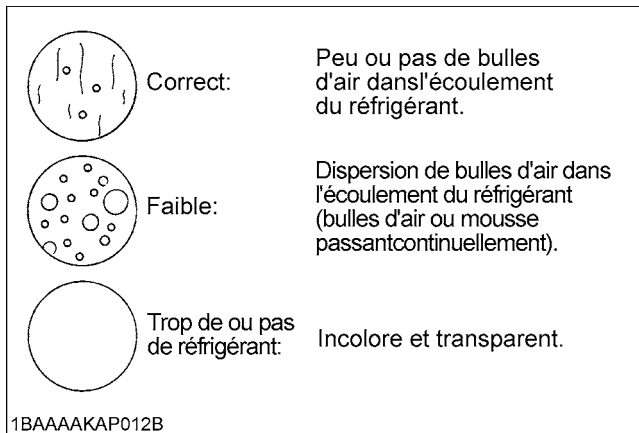 Correct:
Peu ou pas de bulles
d'air dansl'écoulement
du réfrigérant.
Faible:
Dispersion de bulles d'air dans
l'écoulement du réfrigérant
(bulles d'air ou mousse
passantcontinuellement).
Trop de ou pas
de réfrigérant:
Incolore et transparent.
1BAAAAKAP012B